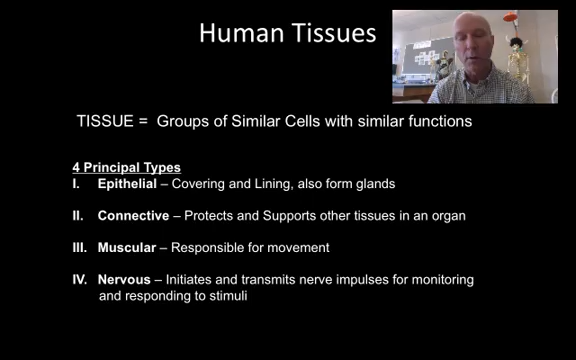 Human Tissues
TISSUE = Groups of Similar Cells with similar functions
4 Principal Types
I. Epithelial – Covering and Lining, also form glands
II. Connective – Protects and Supports other tissues in an organ
III. Muscular – Responsible for movement
IV. Nervous – Initiates and transmits nerve impulses for monitoring
and responding to stimuli